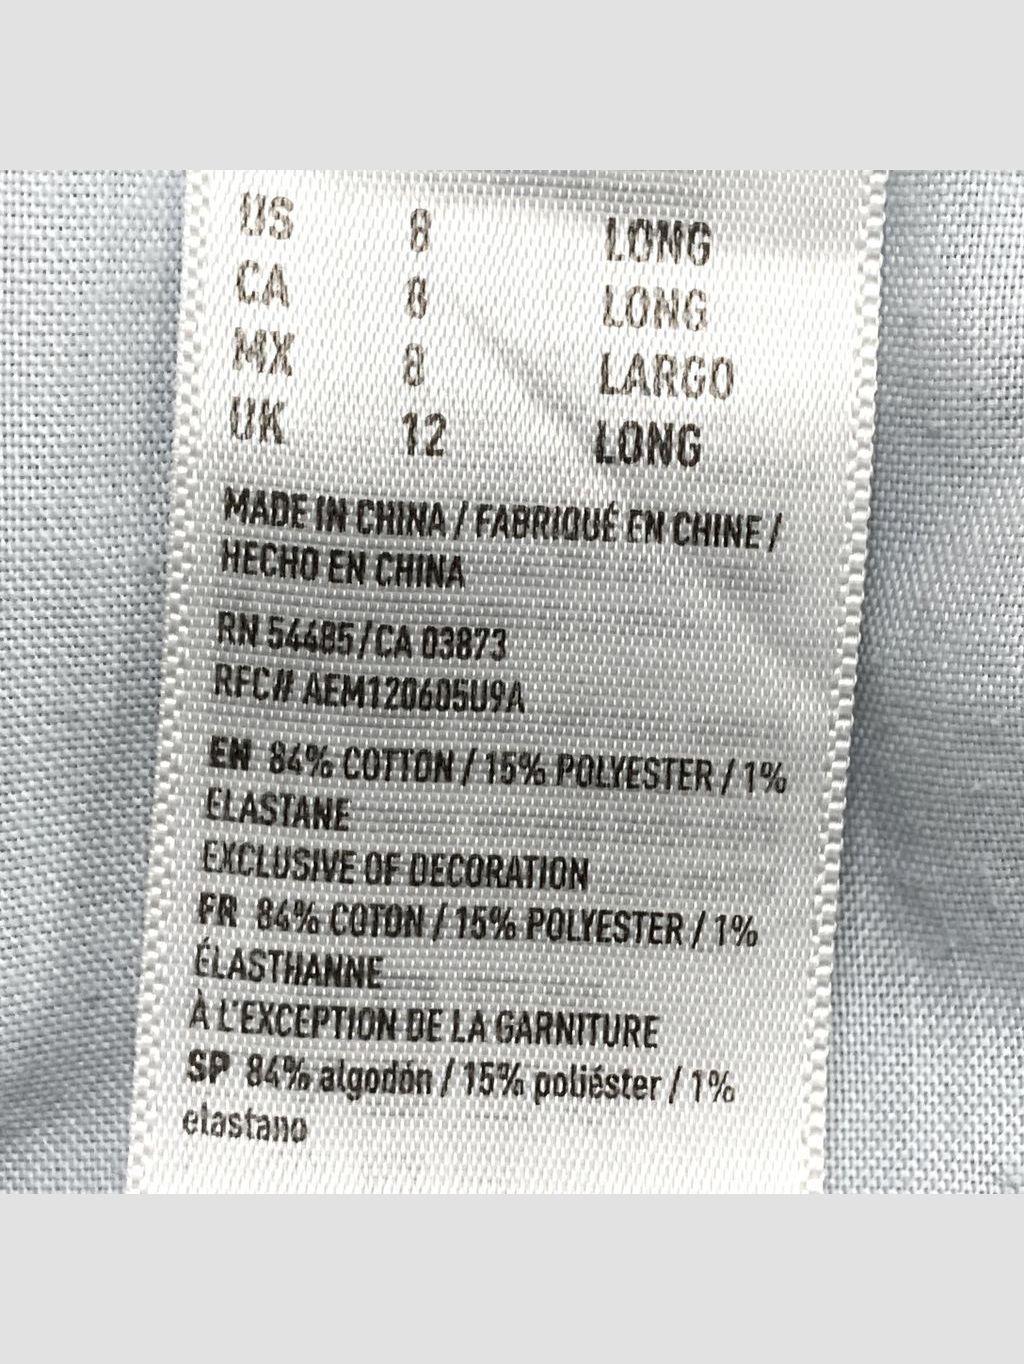 US 8 LONG
CA 8 LONG
MX 8 LARGO
UK 12 LONG
MADE IN CHINA / FABRIQUÉ EN CHINE /
HECHO EN CHINA
RN 54485/CA 03873
RFC# AEM120605U9A
EN 84% COTTON / 15% POLYESTER / 1%
ELASTANE
EXCLUSIVE OF DECORATION
FR 84% COTON / 15% POLYESTER / 1%
ÉLASTHANNE
À L'EXCEPTION DE LA GARNITURE
SP 84% algodón / 15% poliéster / 1%
elastano